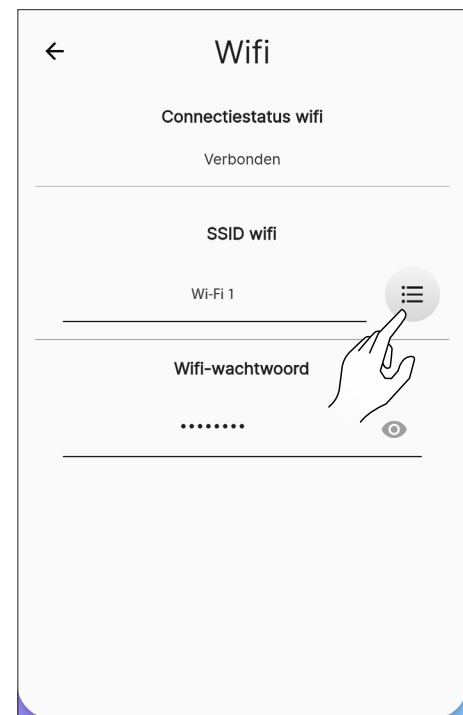 Wifi
Connectiestatus wifi
Verbonden
SSID wifi
Wi-Fi 1
Wifi-wachtwoord
••••••••